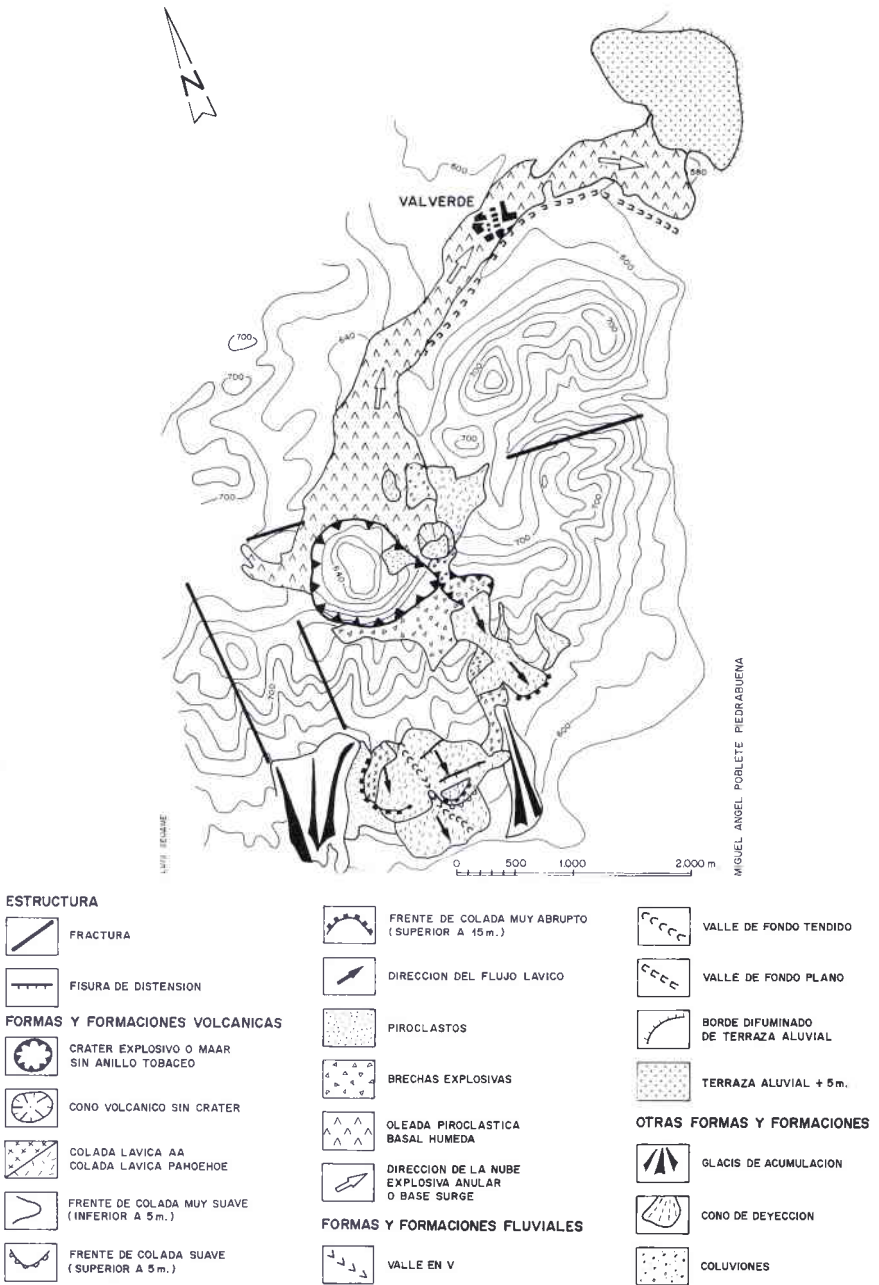 N
600
VALVERDE
580
600
700
640
700
700
700
700
700
700
700
640
700
600
MIGUEL ANGEL POBLETE PIEDRABUENA
0 500 1.000 2.000 m
ESTRUCTURA
FRACTURA
FISURA DE DISTENSION
FORMAS Y FORMACIONES VOLCANICAS
CRATER EXPLOSIVO O MAAR
SIN ANILLO TOBACEO
CONO VOLCANICO SIN CRATER
COLADA LAVICA AA
COLADA LAVICA PAHOEHOE
FRENTE DE COLADA MUY SUAVE
(INFERIOR A 5m.)
FRENTE DE COLADA SUAVE
(SUPERIOR A 5m.)
FRENTE DE COLADA MUY ABRUPTO
(SUPERIOR A 15m.)
DIRECCION DEL FLUJO LAVICO
PIROCLASTOS
BRECHAS EXPLOSIVAS
OLEADA PIROCLASTICA
BASAL HUMEDA
DIRECCION DE LA NUBE
EXPLOSIVA ANULAR
O BASE SURGE
FORMAS Y FORMACIONES FLUVIALES
VALLE EN V
VALLE DE FONDO TENDIDO
VALLE DE FONDO PLANO
BORDE DIFUMINADO
DE TERRAZA ALUVIAL
TERRAZA ALUVIAL + 5m.
OTRAS FORMAS Y FORMACIONES
GLACIS DE ACUMULACION
CONO DE DEYECCION
COLUVIONES